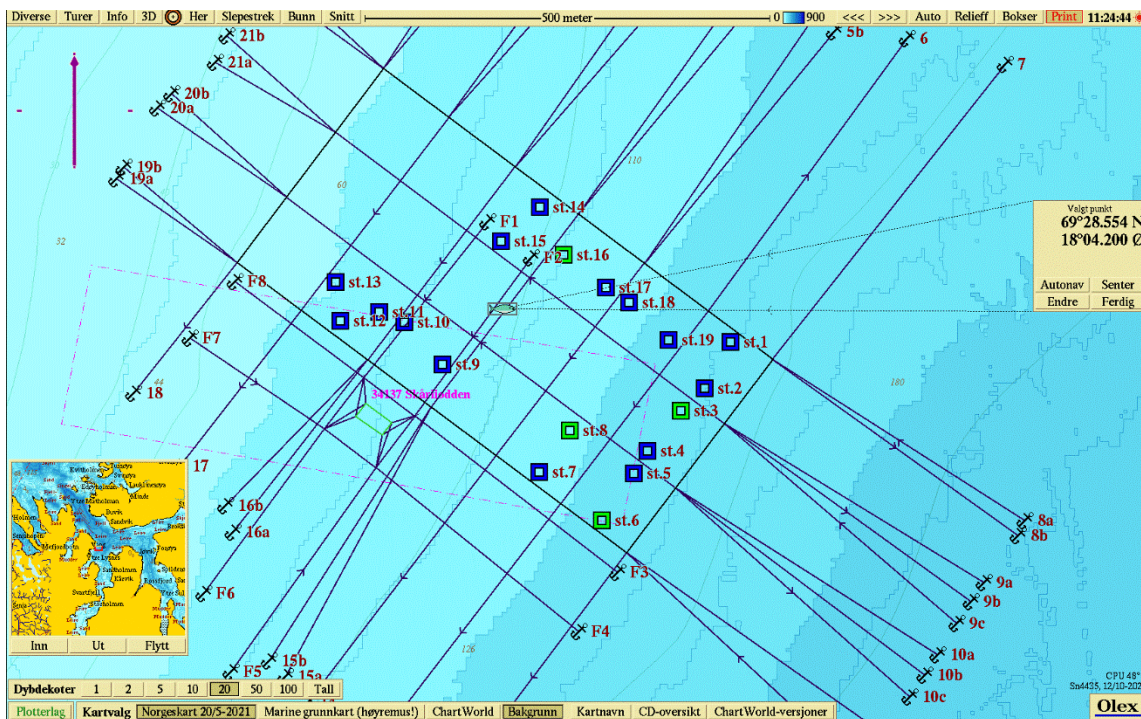 Diverse Turer Info 3D Her Slepestrek Bunn Snitt 500 meter 0 900 <<< >>> Auto Relieff Bokser Print 11:24:44
21b
5b
6
21a
7
20b
20a
110
19b
19a
60
Valgt punkt
69°28.554 N
18°04.200 Ø
Autonav Senter
Endre Ferdig
st.14
F1
32
st.15
st.16
F2
F8
st.13
st.17
st.18
st.11
st.12
st.10
F7
st.19
st.1
st.9
44
180
18
34137 Skårliodden
st.2
st.3
st.8
st.4
17
st.7
st.5
16b
st.6
8a
16a
8b
F3
9a
F6
9b
9c
F4
126
10a
15b
F5
15a
10b
10c
Inn Ut Flytt
CPU 48°
Sn4435, 12/10-202
Dybdekoter 1 2 5 10 20 50 100 Tall
Plotterlag Kartvalg Norgeskart 20/5-2021 Marine grunnkart (høyremus!) ChartWorld Bakgrunn Kartnavn CD-oversikt ChartWorld-versjoner Olex